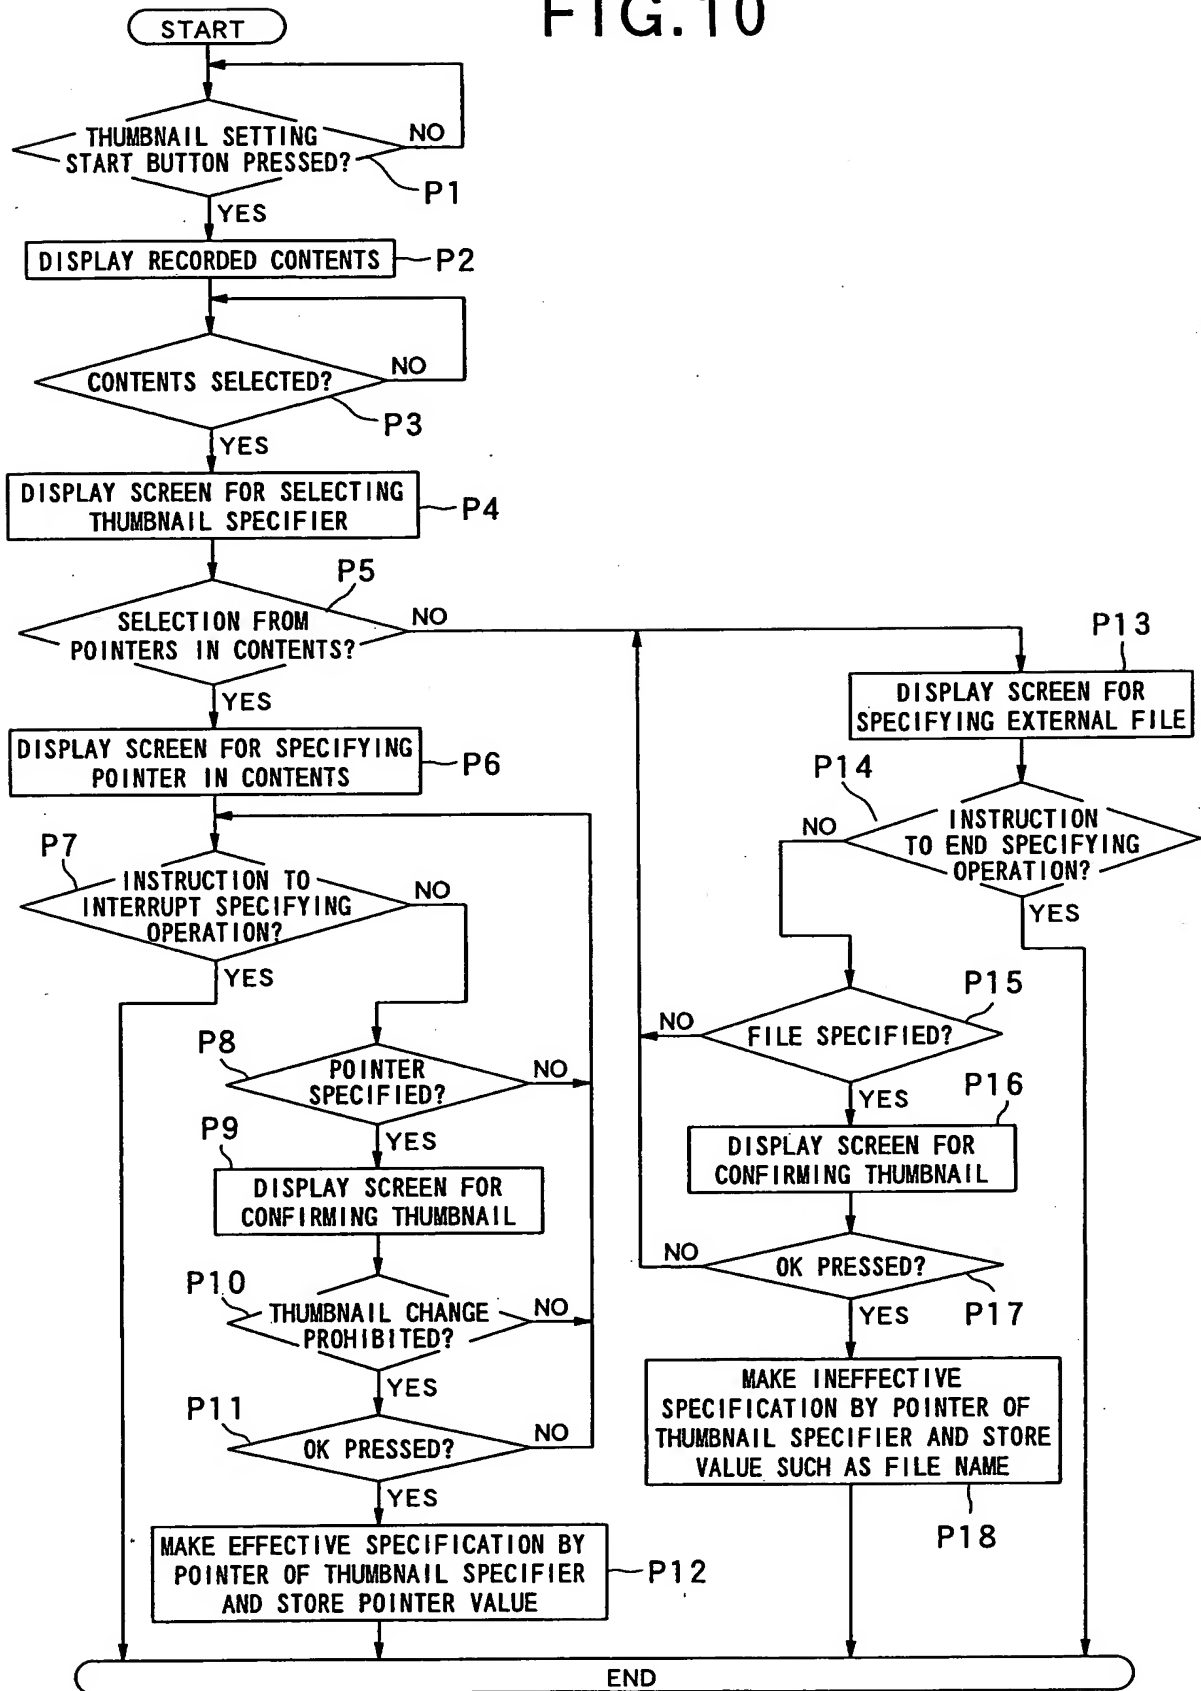 FIG.10
START
THUMBNAIL SETTING
START BUTTON PRESSED?
NO
P1
YES
DISPLAY RECORDED CONTENTS
P2
CONTENTS SELECTED?
NO
P3
YES
DISPLAY SCREEN FOR SELECTING
THUMBNAIL SPECIFIER
P4
P5
SELECTION FROM
POINTERS IN CONTENTS?
NO
YES
DISPLAY SCREEN FOR SPECIFYING
POINTER IN CONTENTS
P6
P7
INSTRUCTION TO
INTERRUPT SPECIFYING
OPERATION?
NO
YES
P8
POINTER
SPECIFIED?
NO
YES
P9
DISPLAY SCREEN FOR
CONFIRMING THUMBNAIL
P10
THUMBNAIL CHANGE
PROHIBITED?
NO
YES
P11
OK PRESSED?
NO
YES
MAKE EFFECTIVE SPECIFICATION BY
POINTER OF THUMBNAIL SPECIFIER
AND STORE POINTER VALUE
P12
P13
DISPLAY SCREEN FOR
SPECIFYING EXTERNAL FILE
P14
INSTRUCTION
TO END SPECIFYING
OPERATION?
NO
YES
P15
FILE SPECIFIED?
NO
YES
P16
DISPLAY SCREEN FOR
CONFIRMING THUMBNAIL
OK PRESSED?
NO
P17
YES
MAKE INEFFECTIVE
SPECIFICATION BY POINTER OF
THUMBNAIL SPECIFIER AND STORE
VALUE SUCH AS FILE NAME
P18
END